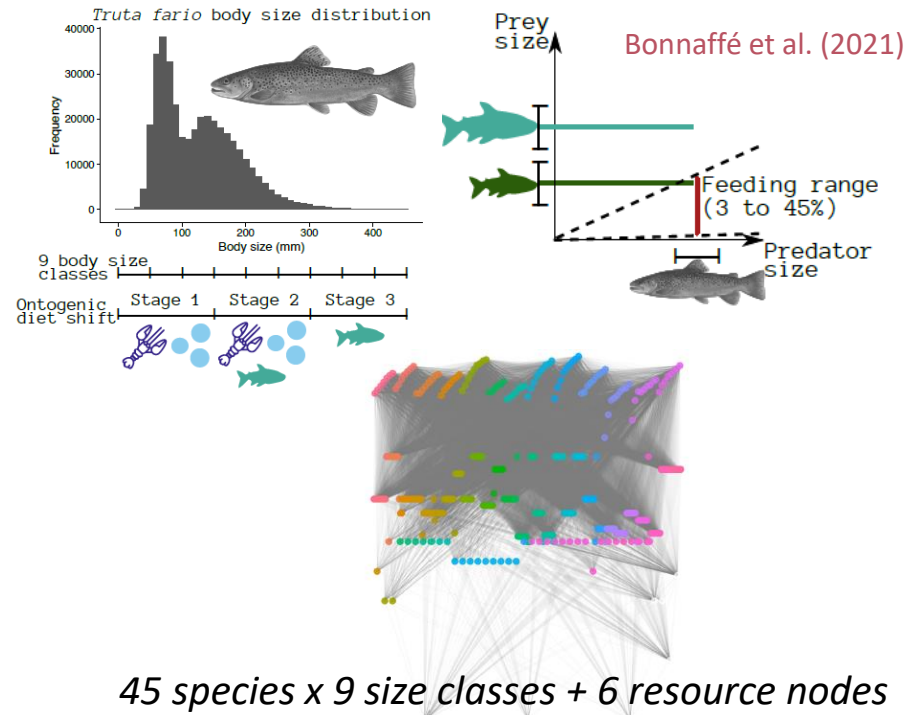 Truta fario body size distribution
40000
30000
20000
10000
0
Frequency
0 100 200 300 400
Body size (mm)
9 body size
classes
Ontogenic
diet shift
Stage 1 Stage 2 Stage 3
Prey
size
Bonnaffé et al. (2021)
Feeding range
(3 to 45%)
Predator
size
45 species x 9 size classes + 6 resource nodes